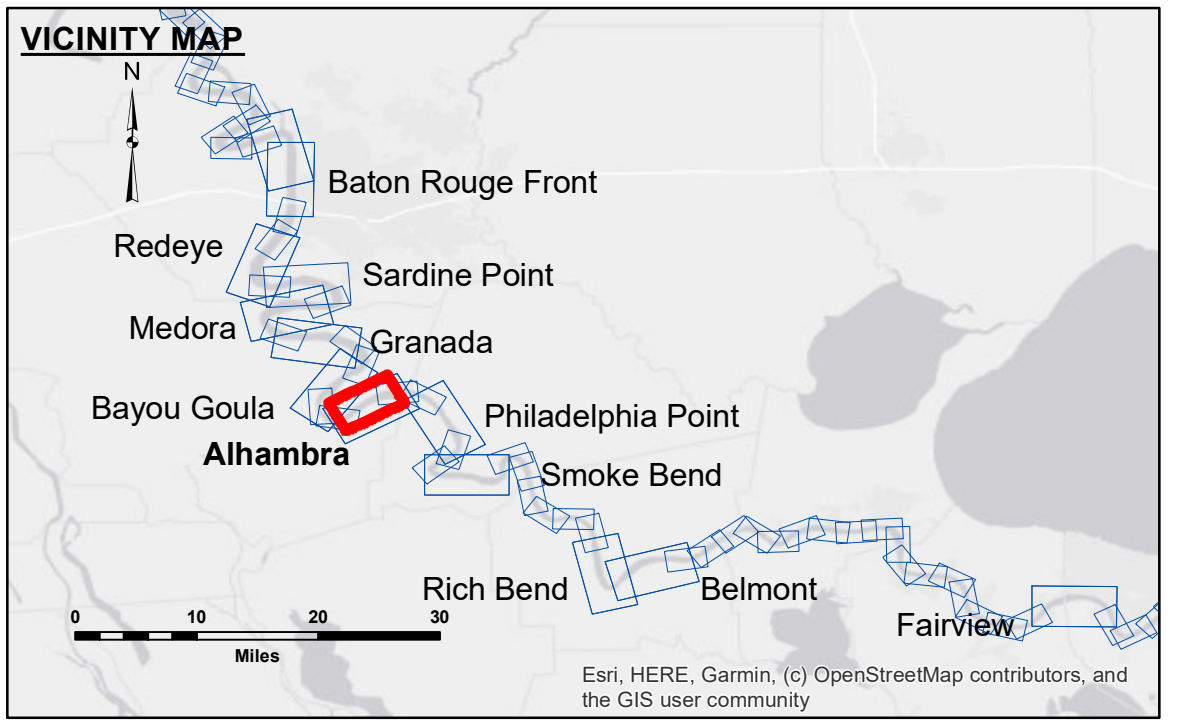 VICINITY MAP
N
Baton Rouge Front
Redeye
Sardine Point
Medora
Granada
Bayou Goula
Philadelphia Point
Alhambra
Smoke Bend
Rich Bend
Belmont
Fairview
0 10 20 30
Miles
Esri, HERE, Garmin, (c) OpenStreetMap contributors, and
the GIS user community